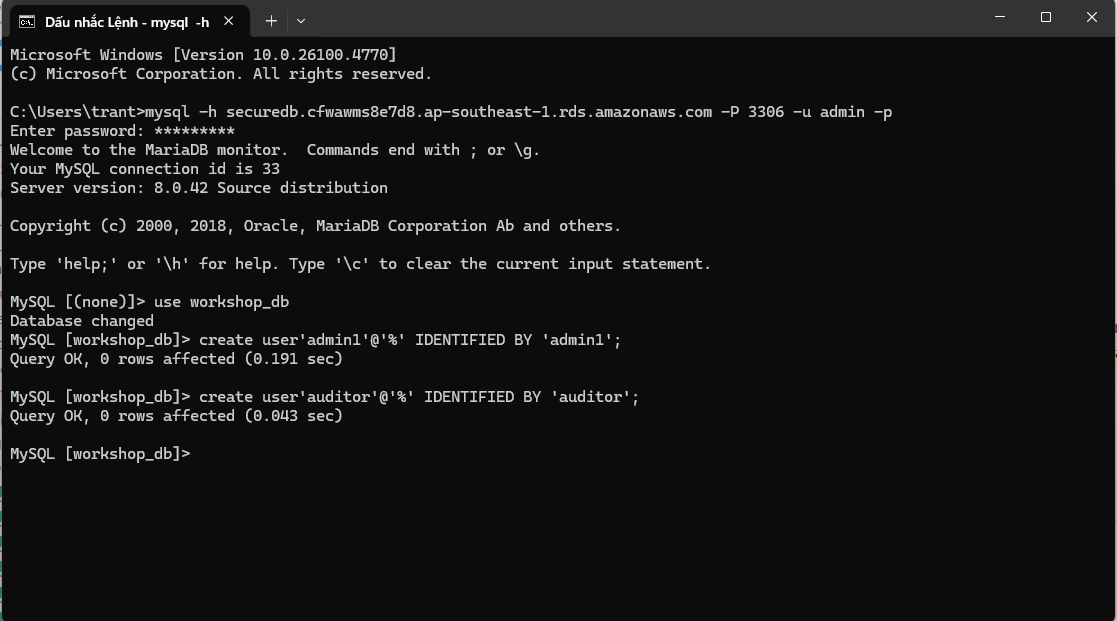 Dấu nhắc Lệnh - mysql -h
Microsoft Windows [Version 10.0.26100.4770]
(c) Microsoft Corporation. All rights reserved.
C:\Users\trant>mysql -h securedb.cfwawms8e7d8.ap-southeast-1.rds.amazonaws.com -P 3306 -u admin -p
Enter password: *********
Welcome to the MariaDB monitor.  Commands end with ; or \g.
Your MySQL connection id is 33
Server version: 8.0.42 Source distribution
Copyright (c) 2000, 2018, Oracle, MariaDB Corporation Ab and others.
Type 'help;' or '\h' for help. Type '\c' to clear the current input statement.
MySQL [(none)]> use workshop_db
Database changed
MySQL [workshop_db]> create user'admin1'@'%' IDENTIFIED BY 'admin1';
Query OK, 0 rows affected (0.191 sec)
MySQL [workshop_db]> create user'auditor'@'%' IDENTIFIED BY 'auditor';
Query OK, 0 rows affected (0.043 sec)
MySQL [workshop_db]>